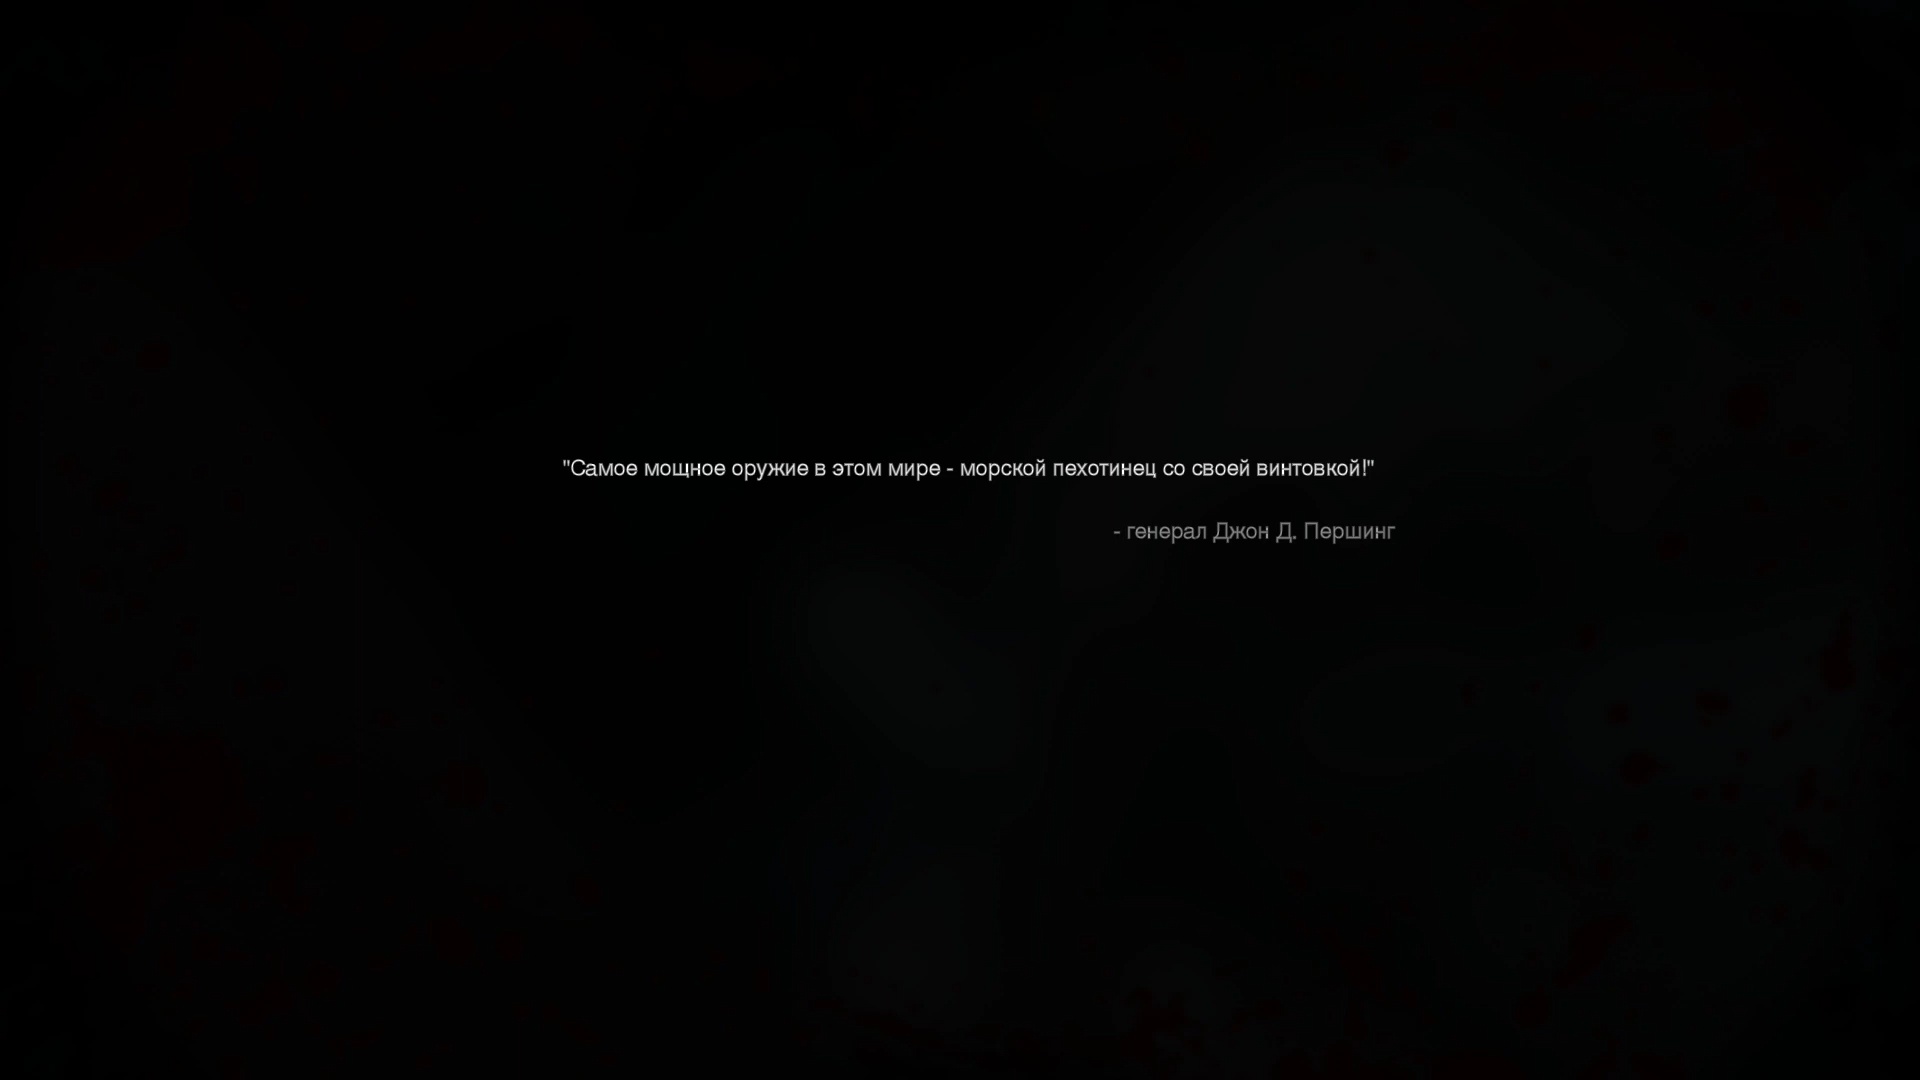 "Самое мощное оружие в этом мире - морской пехотинец со своей винтовкой!"
- генерал Джон Д. Першинг